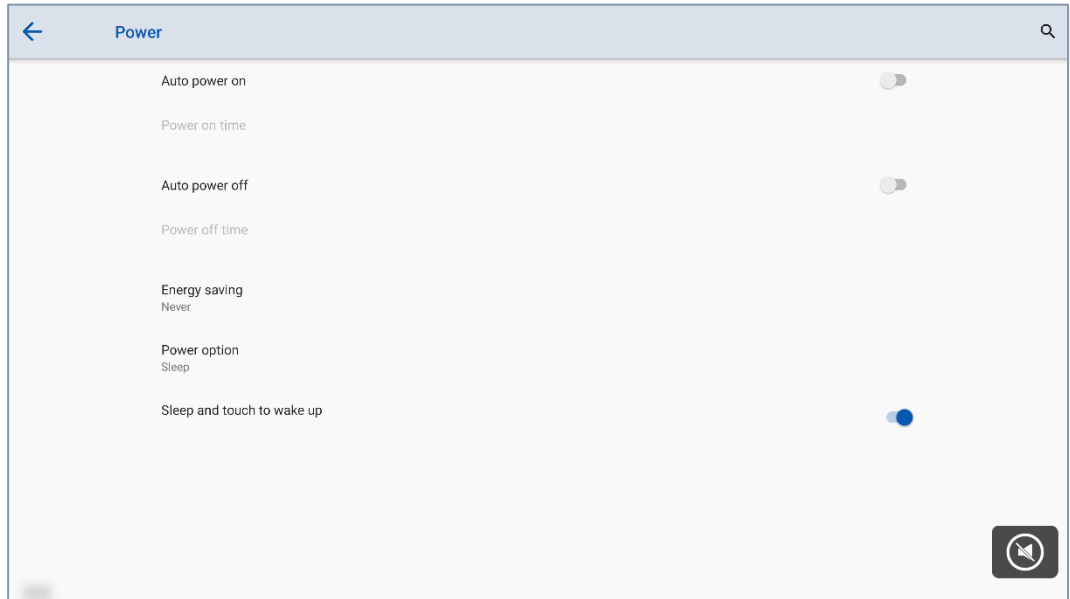 Power
Auto power on
Power on time
Auto power off
Power off time
Energy saving
Never
Power option
Sleep
Sleep and touch to wake up